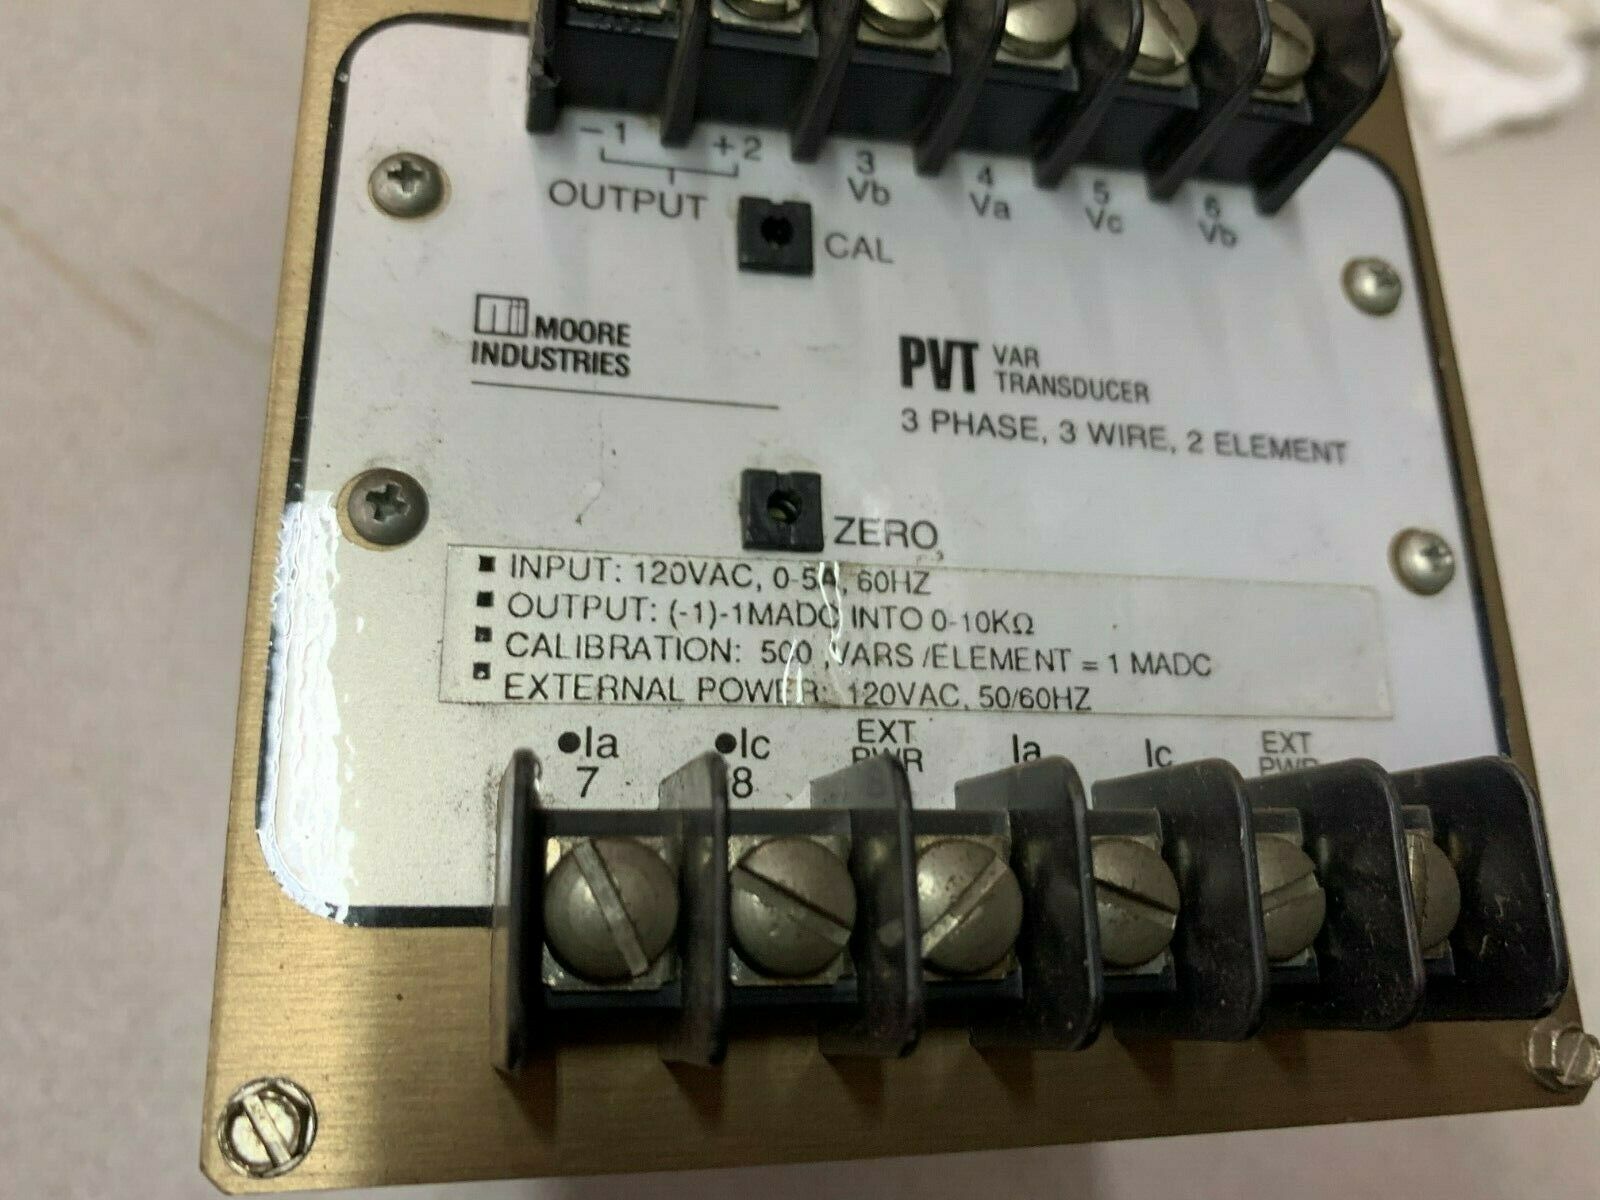 -1 +2 3 4 5 6
OUTPUT Vb Va Vc Vb
CAL
MOORE
INDUSTRIES
PVT VAR
TRANSDUCER
3 PHASE, 3 WIRE, 2 ELEMENT
ZERO
INPUT: 120VAC, 0-5A, 60HZ
OUTPUT: (-1)-1MADC INTO 0-10KΩ
CALIBRATION: 500 VARS/ELEMENT = 1 MADC
EXTERNAL POWER: 120VAC, 50/60HZ
●Ia ●Ic EXT Ia Ic EXT
7 8 PWR PWR